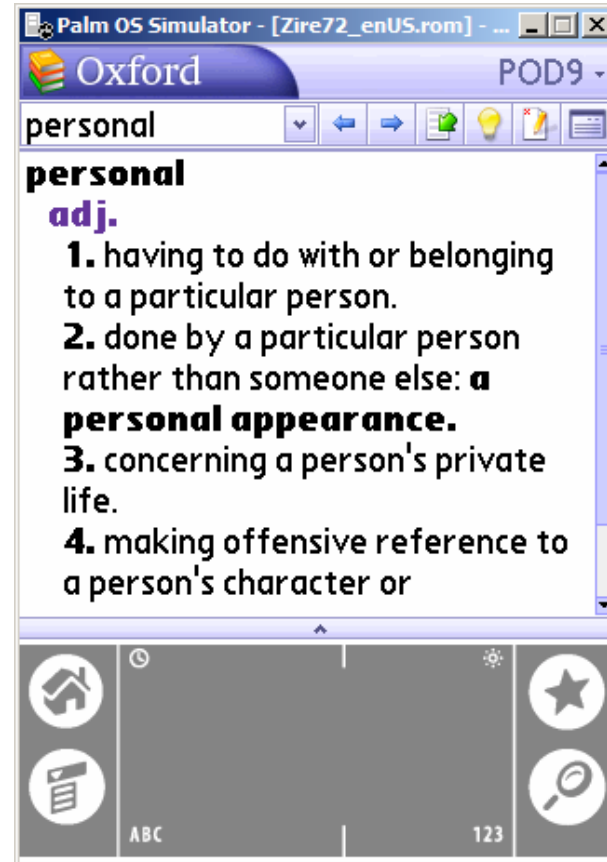 Palm OS Simulator - [Zire72_enUS.rom] - ...
Oxford
POD9
personal
personal
adj.
1. having to do with or belonging
to a particular person.
2. done by a particular person
rather than someone else: a
personal appearance.
3. concerning a person's private
life.
4. making offensive reference to
a person's character or
ABC
123